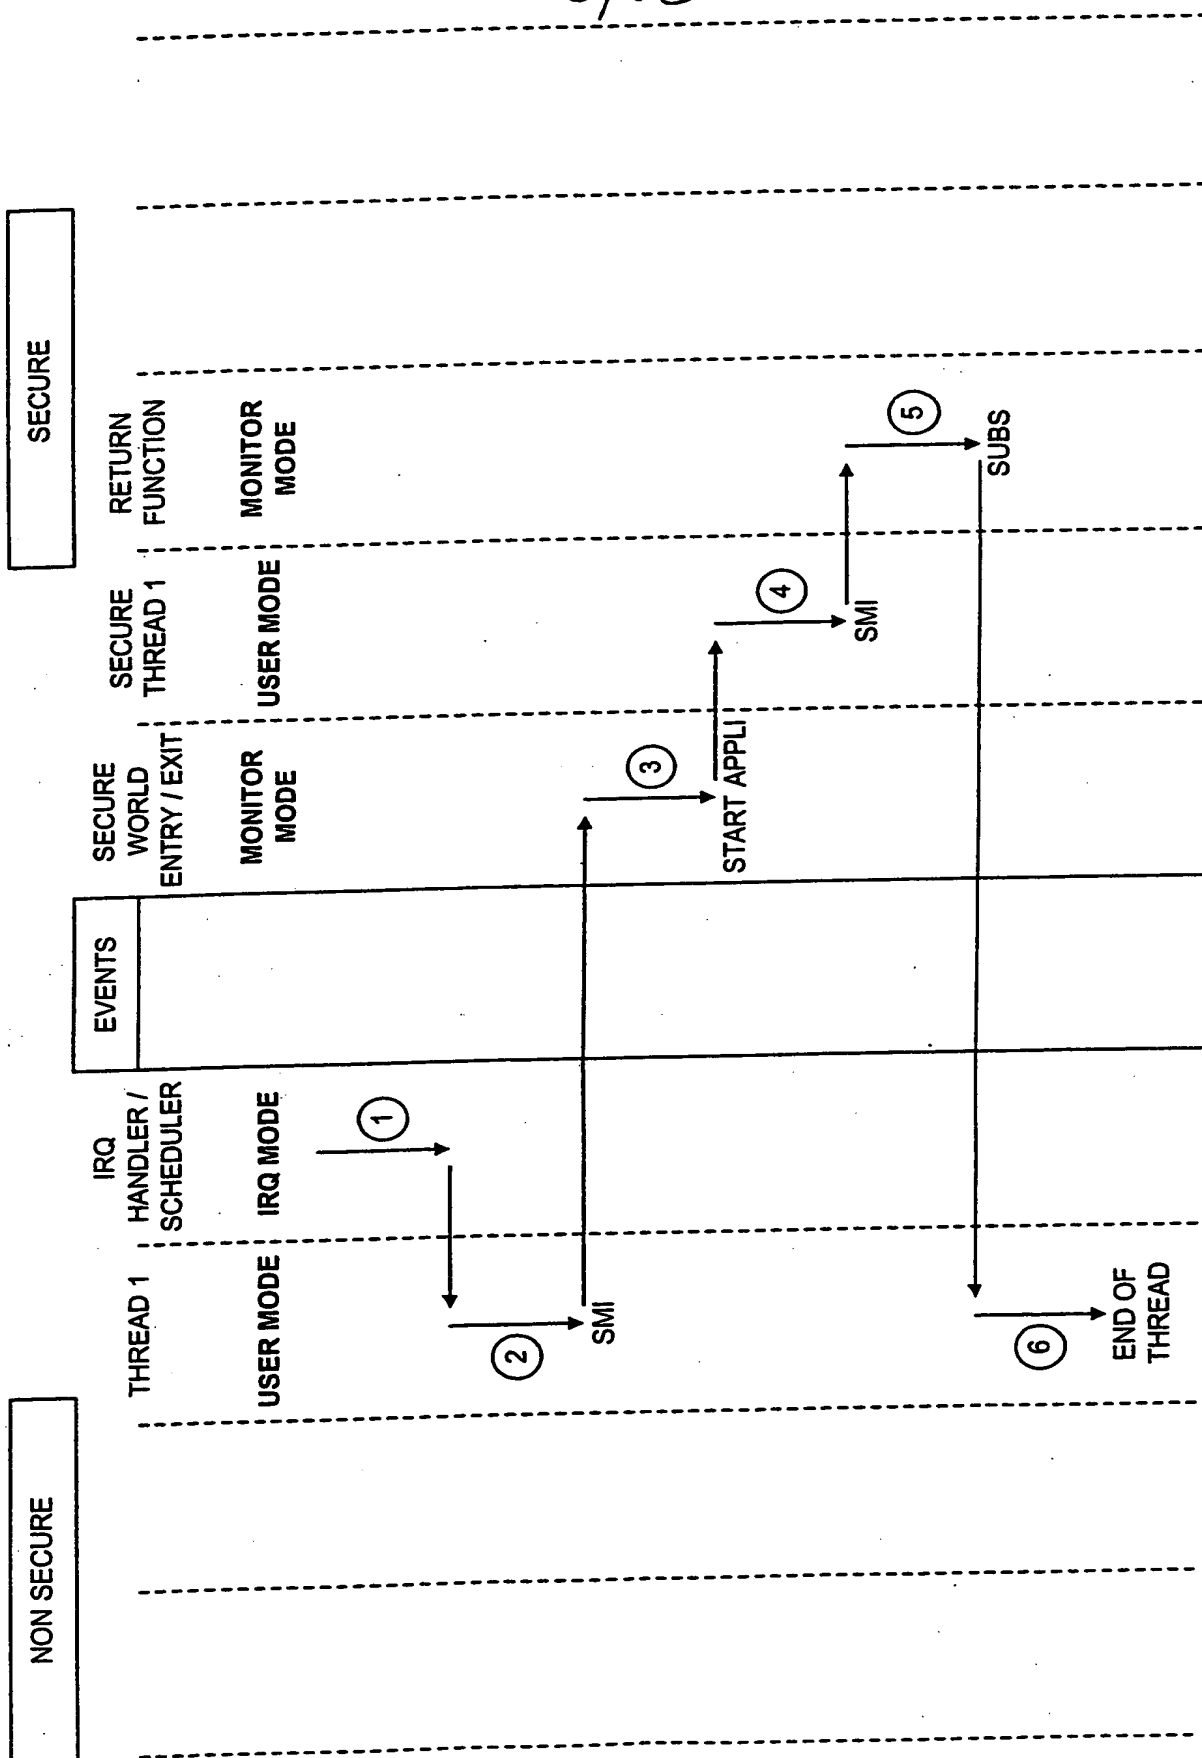 NON SECURE
SECURE
EVENTS
THREAD 1
USER MODE
IRQ
HANDLER /
SCHEDULER
IRQ MODE
SECURE
WORLD
ENTRY / EXIT
MONITOR
MODE
SECURE
THREAD 1
USER MODE
RETURN
FUNCTION
MONITOR
MODE
1
2
SMI
3
START APPLI
4
SMI
5
SUBS
6
END OF
THREAD